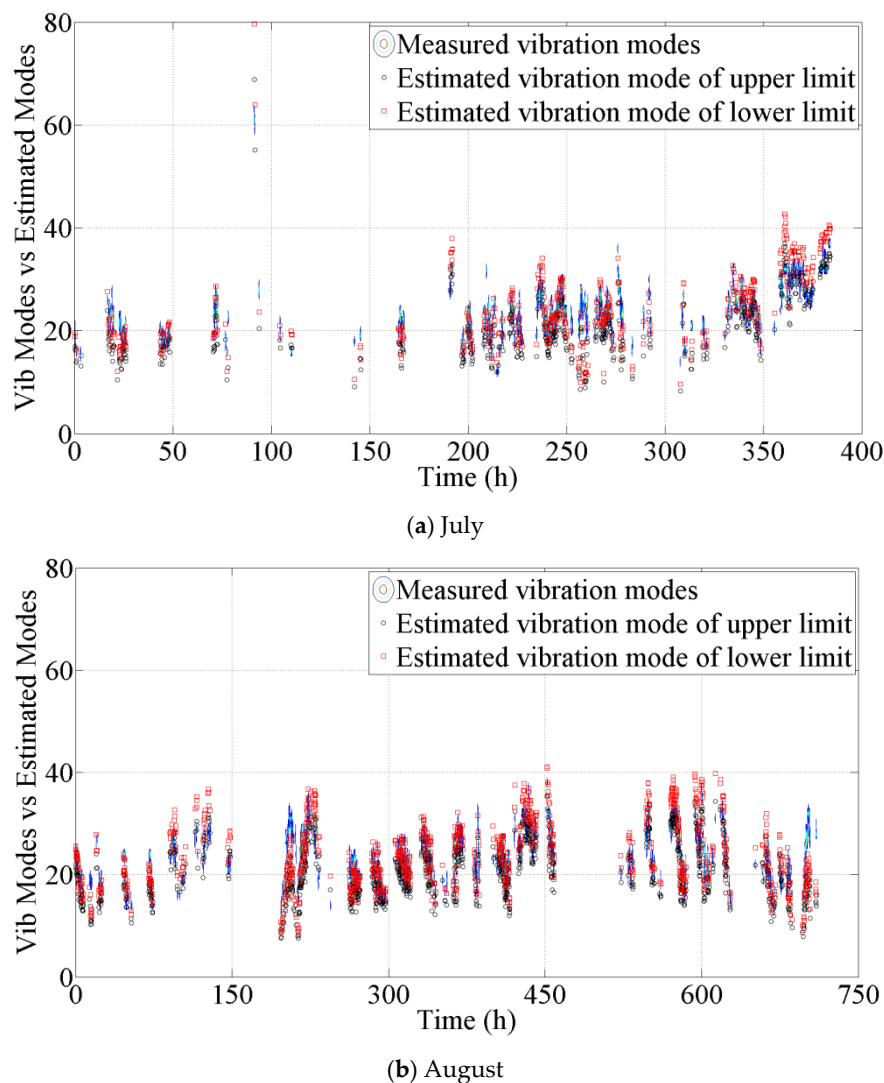 80
60
40
20
0
Vib Modes vs Estimated Modes
Measured vibration modes
Estimated vibration mode of upper limit
Estimated vibration mode of lower limit
0 50 100 150 200 250 300 350 400
Time (h)
(a) July
80
60
40
20
0
Vib Modes vs Estimated Modes
Measured vibration modes
Estimated vibration mode of upper limit
Estimated vibration mode of lower limit
0 150 300 450 600 750
Time (h)
(b) August